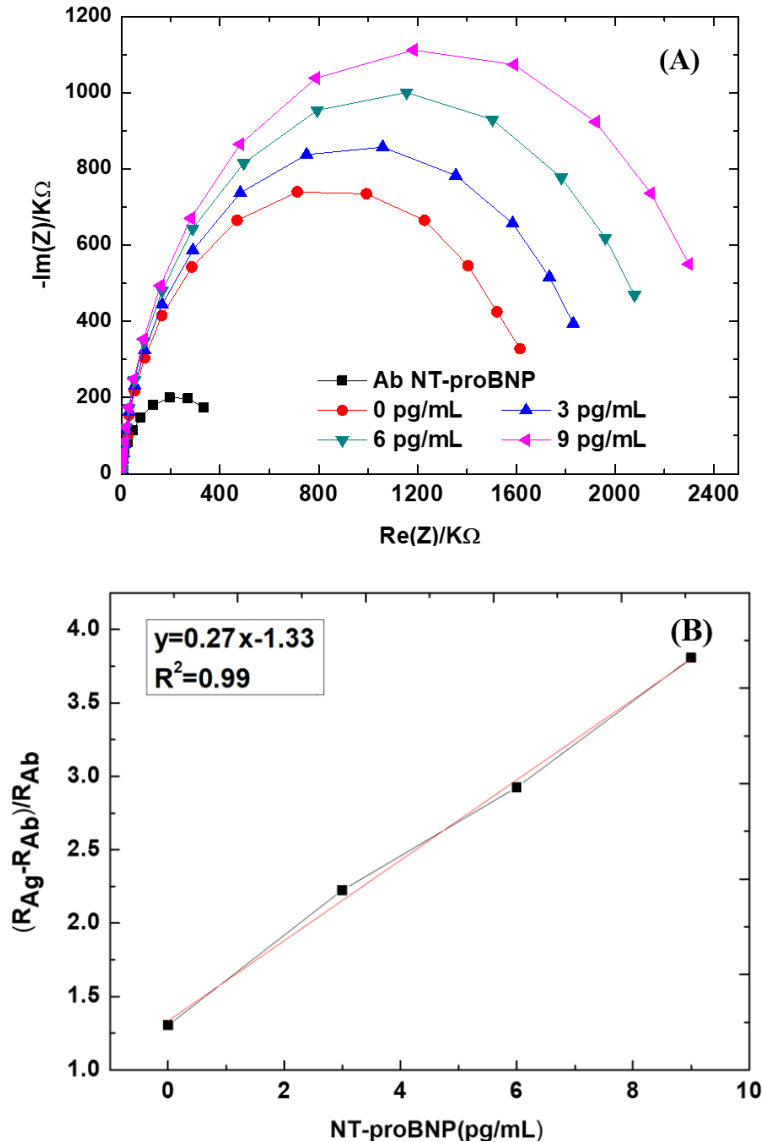 (A)
1200
1000
800
600
400
200
0
-Im(Z)/KΩ
Ab NT-proBNP
0 pg/mL 3 pg/mL
6 pg/mL 9 pg/mL
0 400 800 1200 1600 2000 2400
Re(Z)/KΩ
(B)
y=0.27x-1.33
R²=0.99
4.0
3.5
3.0
2.5
2.0
1.5
1.0
(R_Ag-R_Ab)/R_Ab
0 2 4 6 8 10
NT-proBNP(pg/mL)